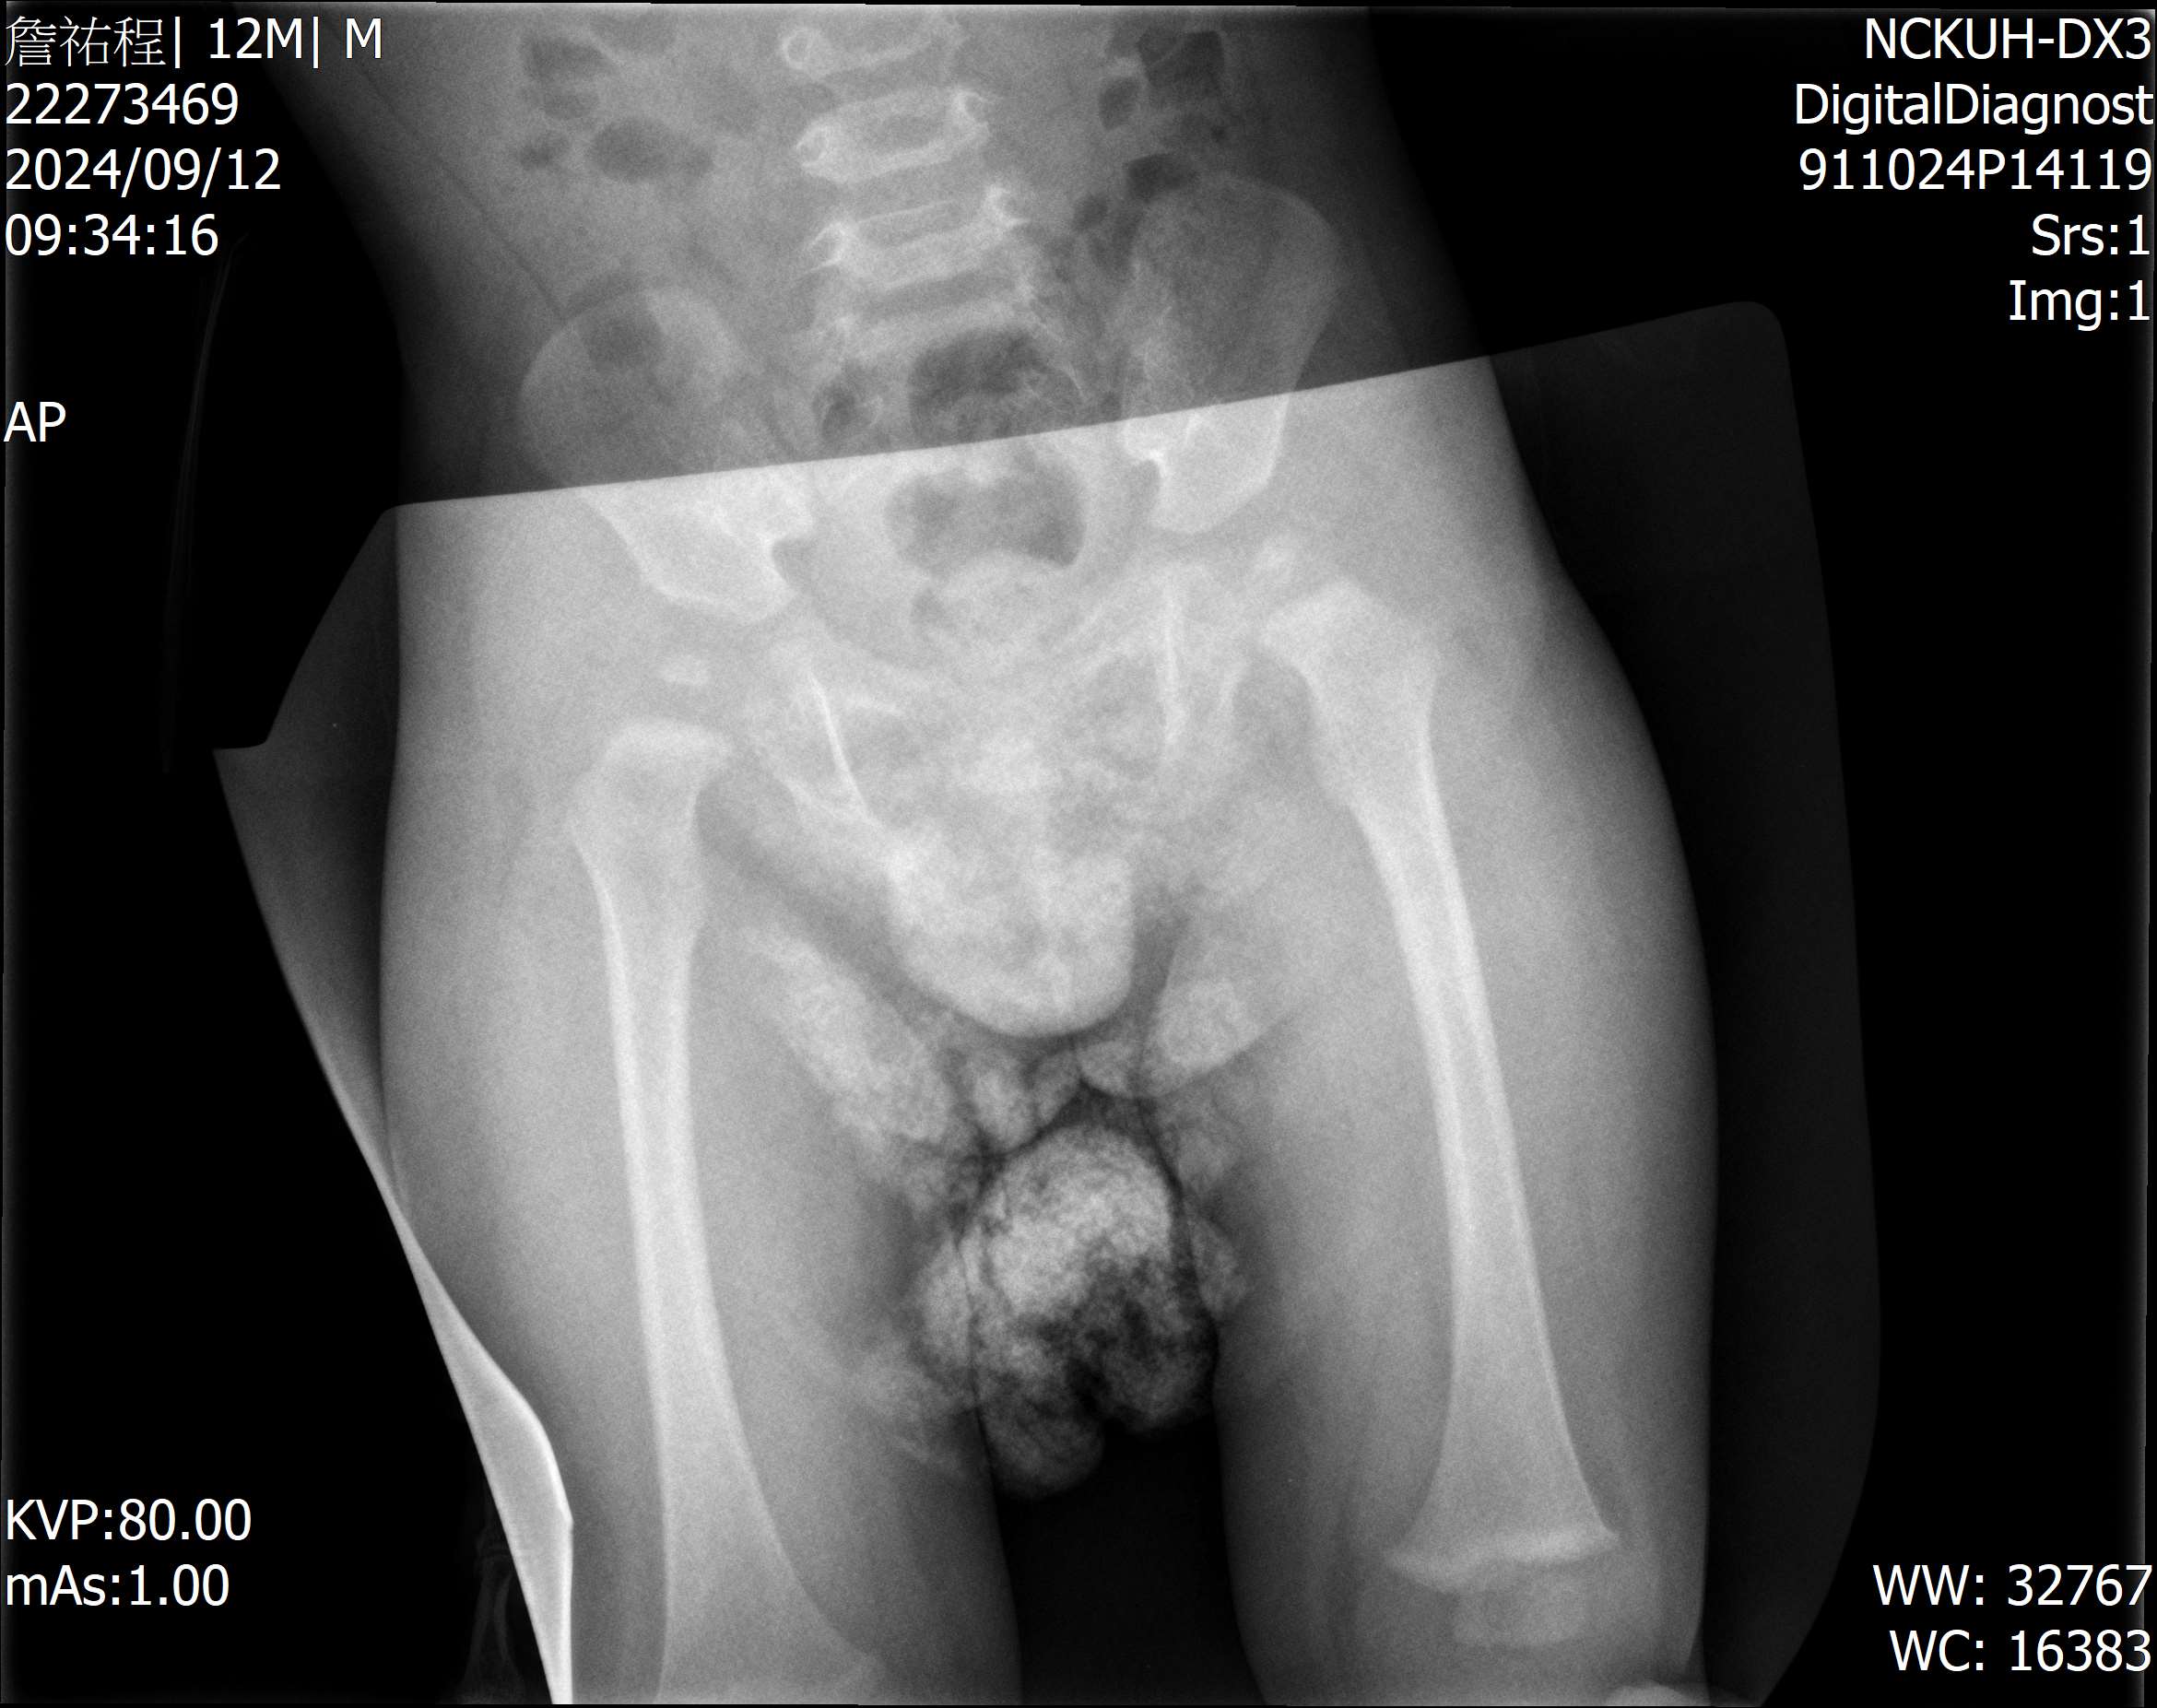 詹祐程| 12M| M
22273469
2024/09/12
09:34:16
AP
NCKUH-DX3
DigitalDiagnost
911024P14119
Srs:1
Img:1
KVP:80.00
mAs:1.00
WW: 32767
WC: 16383